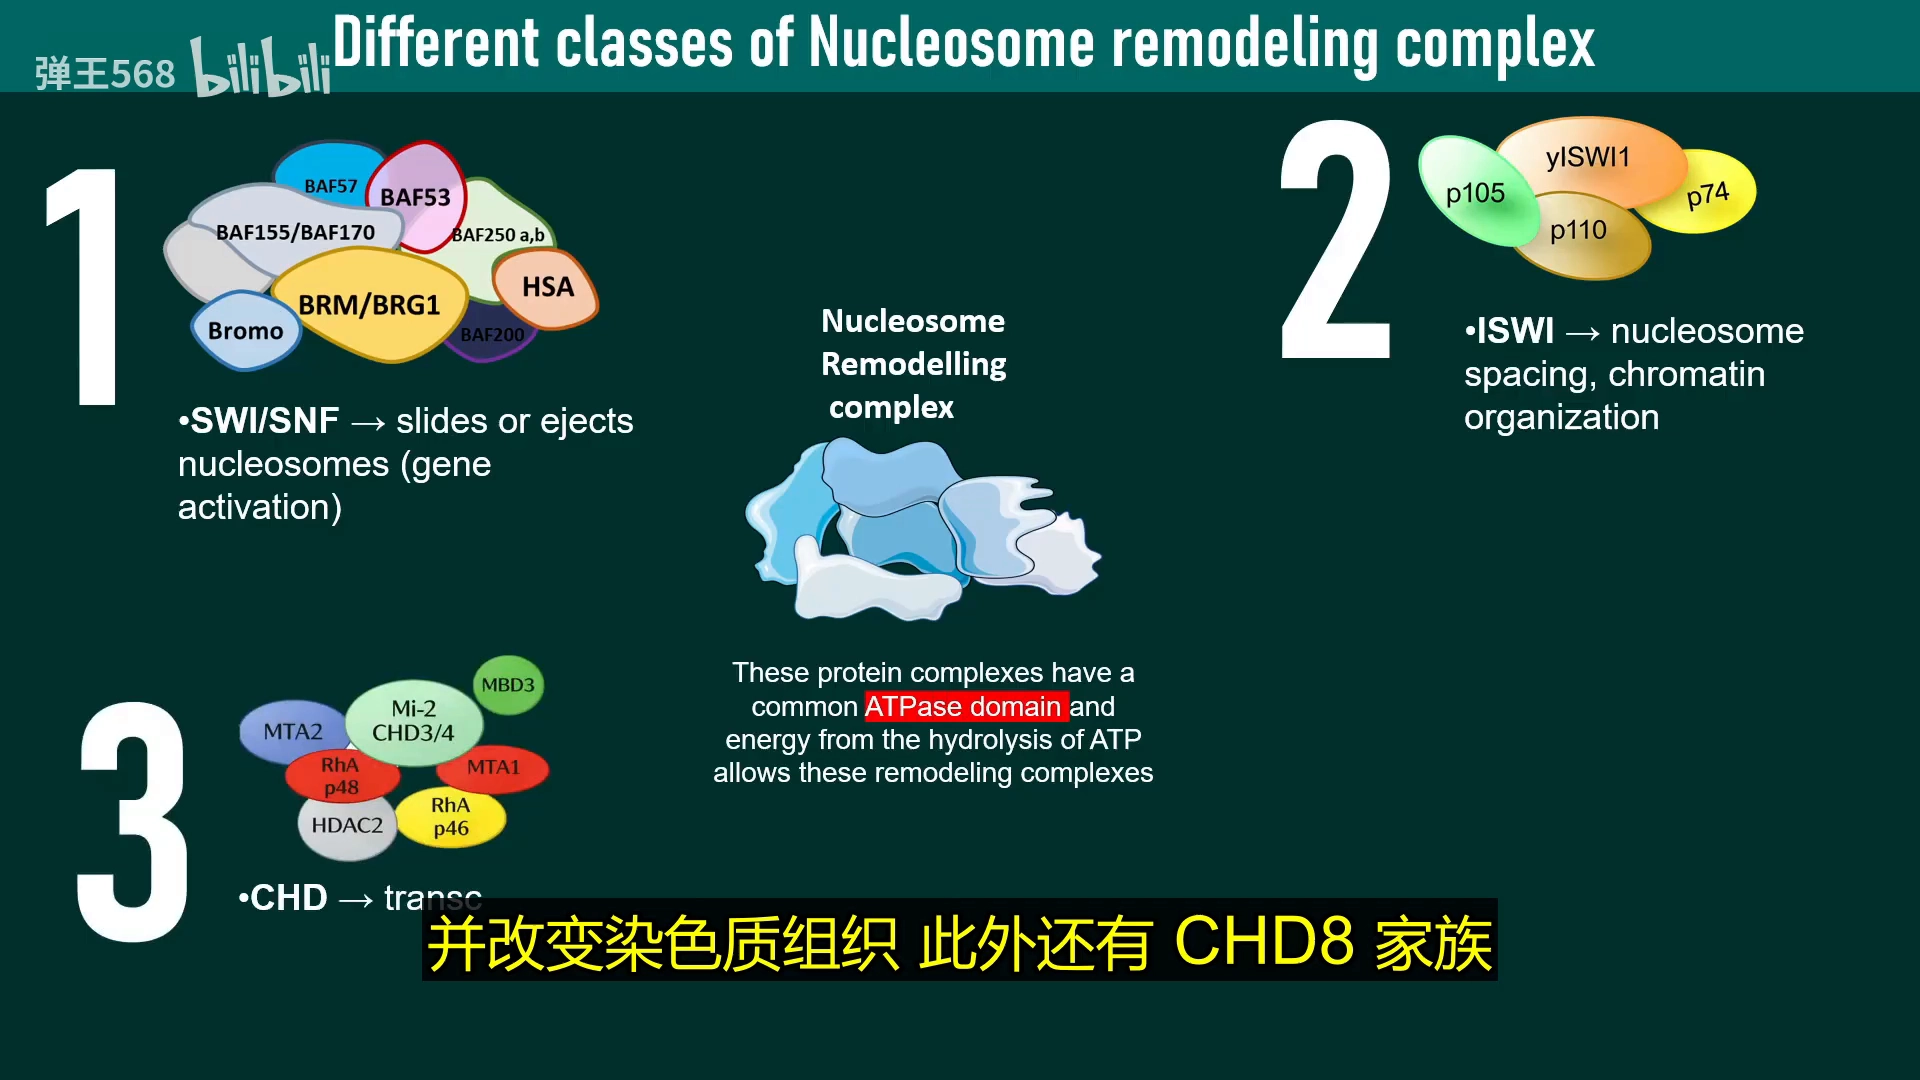 Different classes of Nucleosome remodeling complex
弹王568 bilibili
1
BAF57
BAF53
BAF155/BAF170
BAF250 a,b
HSA
BRM/BRG1
Bromo
BAF200
•SWI/SNF → slides or ejects
nucleosomes (gene
activation)
2
yISWI1
p105
p74
p110
•ISWI → nucleosome
spacing, chromatin
organization
Nucleosome
Remodelling
complex
These protein complexes have a
common ATPase domain and
energy from the hydrolysis of ATP
allows these remodeling complexes
3
MBD3
Mi-2
CHD3/4
MTA2
RhA
p48
MTA1
RhA
p46
HDAC2
•CHD → transc
并改变染色质组织 此外还有 CHD8 家族